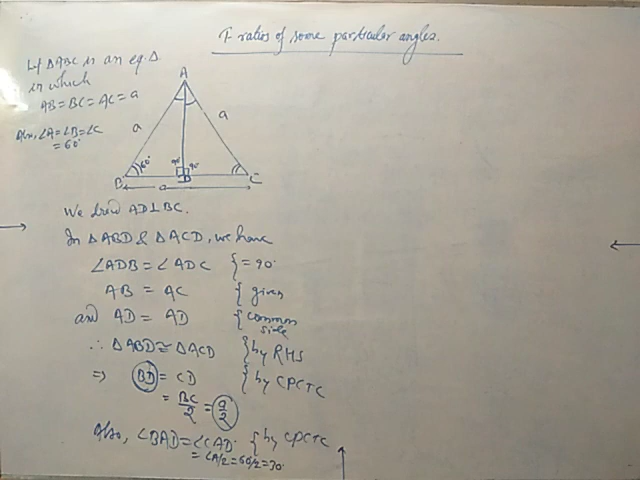 T ratios of some particular angles.
Let ΔABC is an eq. Δ
in which
AB = BC = AC = a
Also, ∠A = ∠B = ∠C
= 60°
A
a
a
60°
90° 90°
B
D
C
a
We draw AD⊥BC.
In ΔABD & ΔACD, we have
∠ADB = ∠ADC { = 90°
AB = AC { given
and AD = AD { common side
∴ ΔABD ≅ ΔACD } by RHS
⇒ BD = CD } by CPCTC
= BC/2 = a/2
Also, ∠BAD = ∠CAD { by CPCTC
= ∠A/2 = 60/2 = 30°